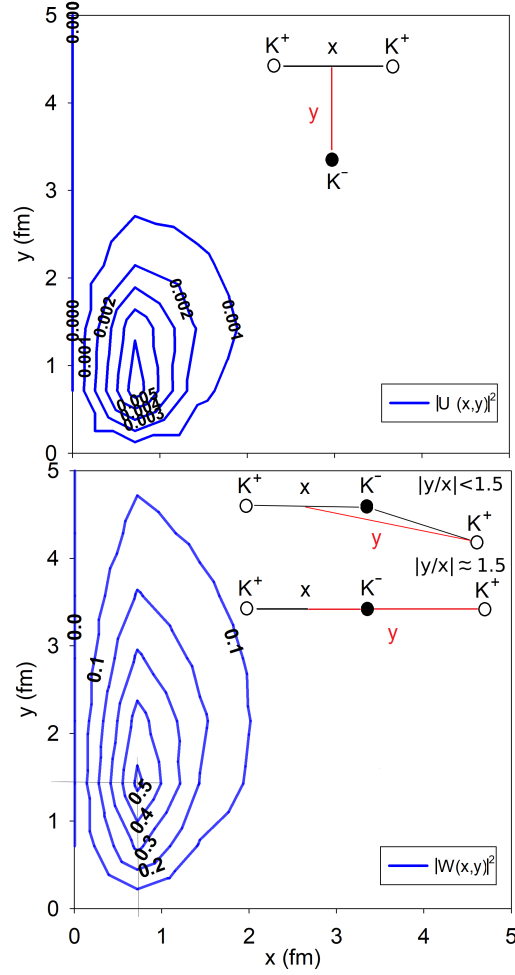 0.000
5
K⁺ x K⁺
4
y
K⁻
3
y (fm)
2
0.000
0.002
0.002
0.001
0.001
1
0.005
0.004
0.003
|U (x,y)|²
0
5
K⁺ x K⁻ |y/x|<1.5
K⁺
y
4
|y/x| ≈ 1.5
K⁺ x K⁻ K⁺
y
0.0
0.1
0.1
3
y (fm)
2
0.5
0.4
1
0.3
0.2
|W(x,y)|²
0
0 1 2 3 4 5
x (fm)